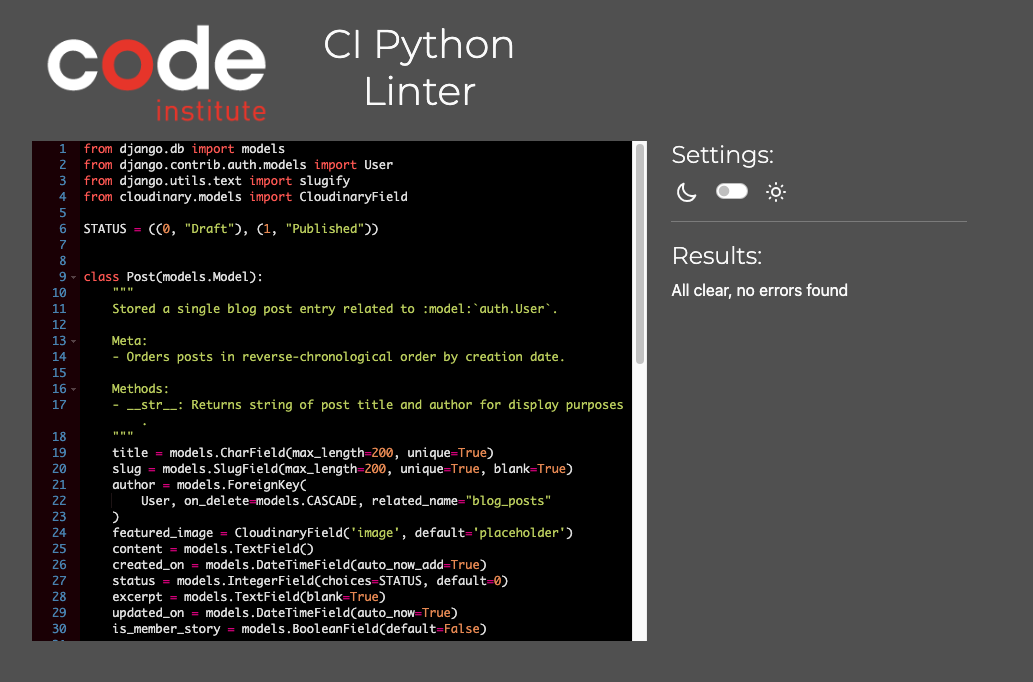 code
institute
CI Python
Linter
1 from django.db import models
2 from django.contrib.auth.models import User
3 from django.utils.text import slugify
4 from cloudinary.models import CloudinaryField
5
6 STATUS = ((0, "Draft"), (1, "Published"))
7
8
9 class Post(models.Model):
10 """
11 Stored a single blog post entry related to :model:`auth.User`.
12
13 Meta:
14 - Orders posts in reverse-chronological order by creation date.
15
16 Methods:
17 - __str__: Returns string of post title and author for display purposes
.
18 """
19 title = models.CharField(max_length=200, unique=True)
20 slug = models.SlugField(max_length=200, unique=True, blank=True)
21 author = models.ForeignKey(
22 User, on_delete=models.CASCADE, related_name="blog_posts"
23 )
24 featured_image = CloudinaryField('image', default='placeholder')
25 content = models.TextField()
26 created_on = models.DateTimeField(auto_now_add=True)
27 status = models.IntegerField(choices=STATUS, default=0)
28 excerpt = models.TextField(blank=True)
29 updated_on = models.DateTimeField(auto_now=True)
30 is_member_story = models.BooleanField(default=False)
Settings:
Results:
All clear, no errors found